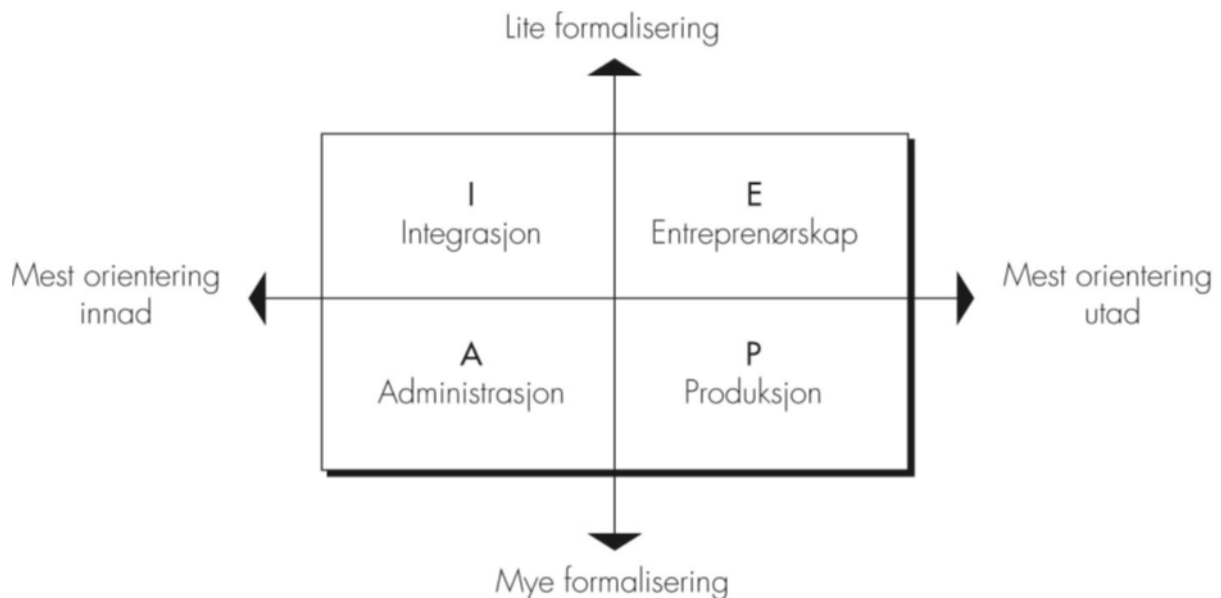 Lite formalisering
I
Integrasjon
E
Entreprenørskap
Mest orientering
innad
Mest orientering
utad
A
Administrasjon
P
Produksjon
Mye formalisering